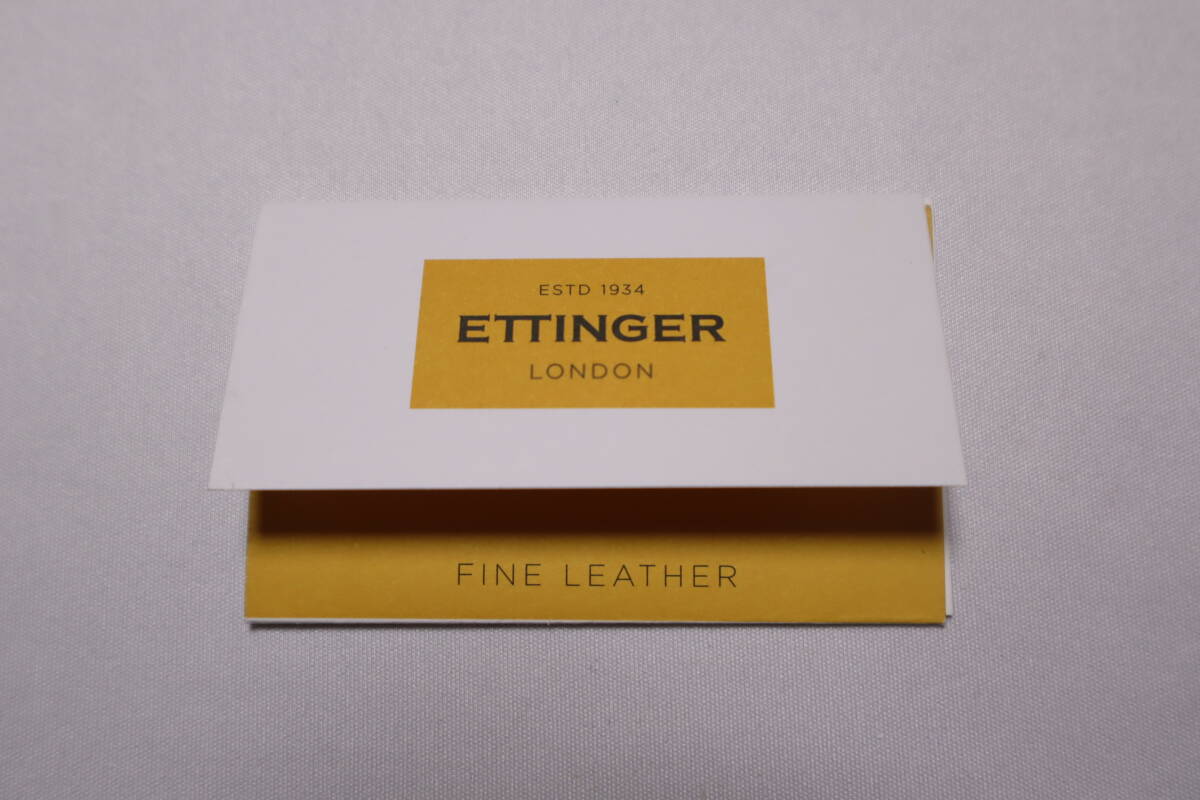 ESTD 1934
ETTINGER
LONDON
FINE LEATHER